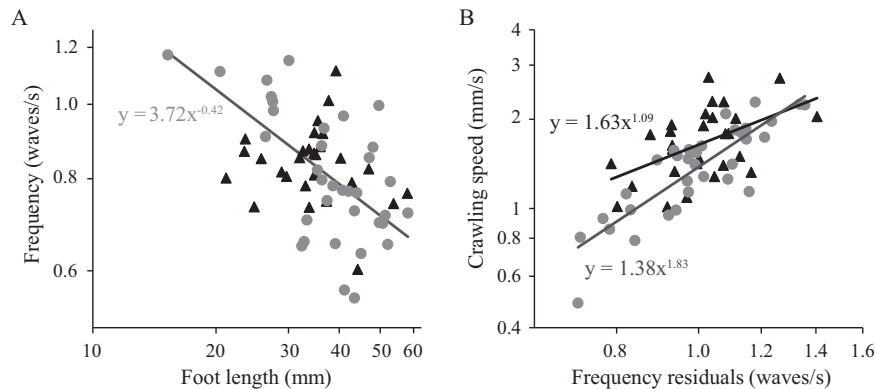 A
Frequency (waves/s)
1.2
1.0
0.8
0.6
y = 3.72x^-0.42
10
20
30
40
50
60
Foot length (mm)
B
Crawling speed (mm/s)
4
3
2
1
0.8
0.6
0.4
y = 1.63x^1.09
y = 1.38x^1.83
0.8
1.0
1.2
1.4
1.6
Frequency residuals (waves/s)